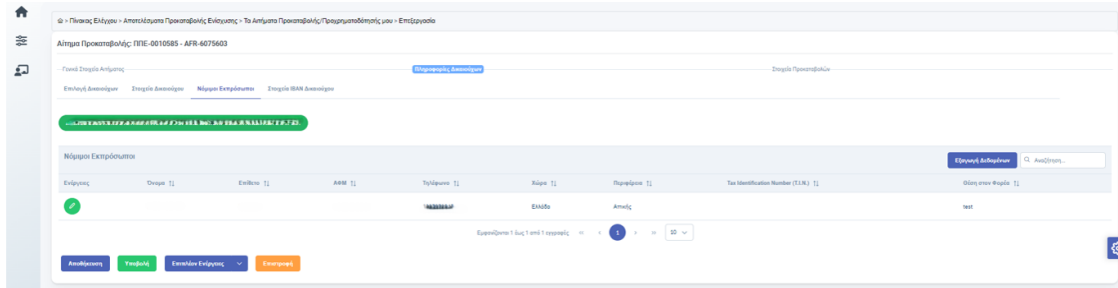 > Πίνακας Ελέγχου > Αποτελέσματα Προκαταβολής Ενίσχυσης > Τα Αιτήματα Προκαταβολής/Προχρηματοδότησής μου > Επεξεργασία
Αίτημα Προκαταβολής: ΠΠΕ-0010585 - AFR-6075603
Γενικά Στοιχεία Αιτήματος Πληροφορίες Δικαιούχων Στοιχεία Προκαταβολών
Επιλογή Δικαιούχων Στοιχεία Δικαιούχου Νόμιμοι Εκπρόσωποι Στοιχεία IBAN Δικαιούχου
Νόμιμοι Εκπρόσωποι Εξαγωγή Δεδομένων Αναζήτηση...
Ενέργειες Όνομα Επίθετο ΑΦΜ Τηλέφωνο Χώρα Περιφέρεια Tax Identification Number (T.I.N.) Θέση στον Φορέα
Ελλάδα Αττικής test
Εμφανίζονται 1 έως 1 από 1 εγγραφές « ‹ 1 › » 10
Αποθήκευση Υποβολή Επιπλέον Ενέργειες Επιστροφή